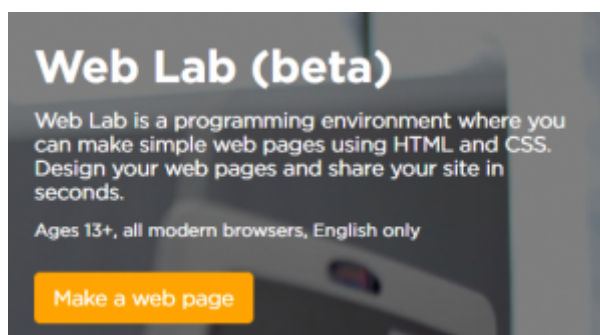 Web Lab (beta)
Web Lab is a programming environment where you
can make simple web pages using HTML and CSS.
Design your web pages and share your site in
seconds.
Ages 13+, all modern browsers, English only
Make a web page